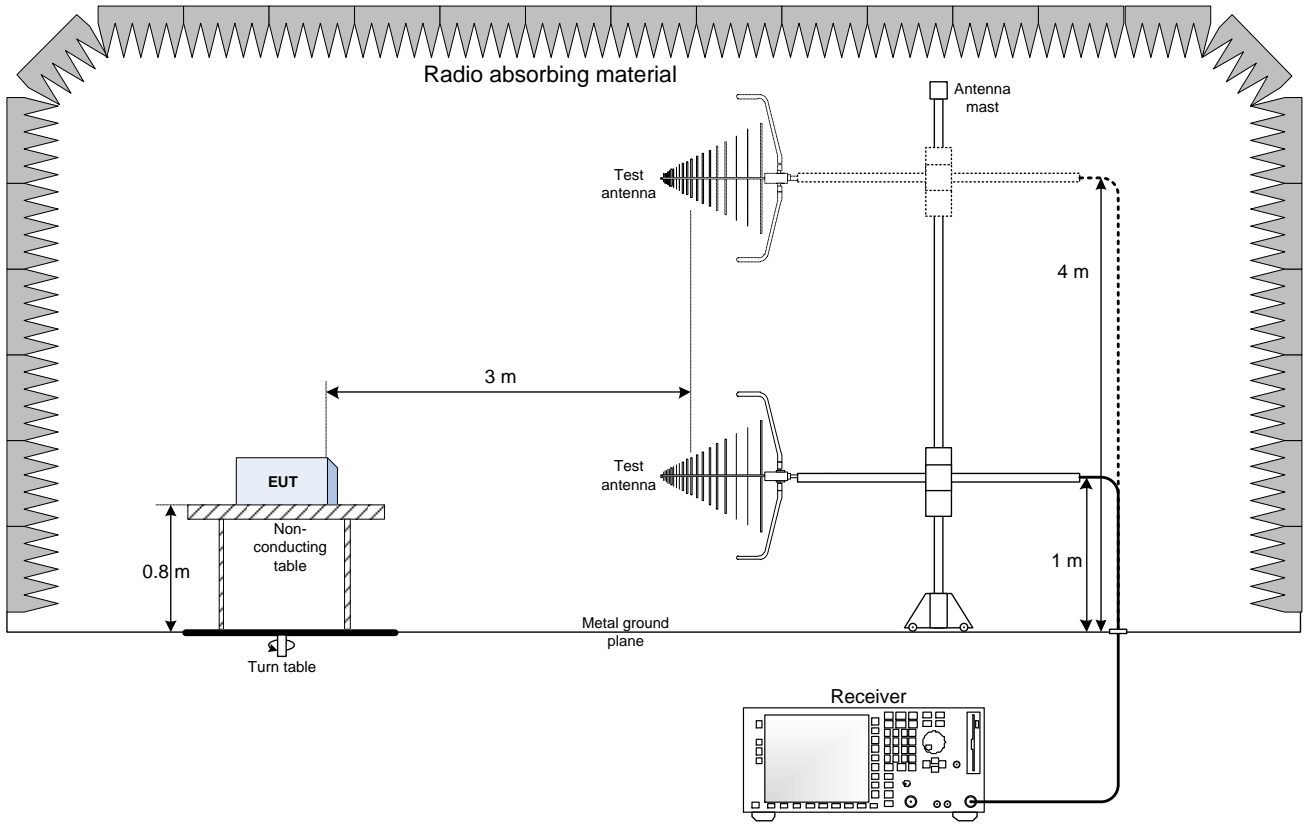 Radio absorbing material
Antenna
mast
Test
antenna
4 m
3 m
Test
antenna
EUT
Non-
conducting
table
0.8 m
1 m
Metal ground
plane
Turn table
Receiver